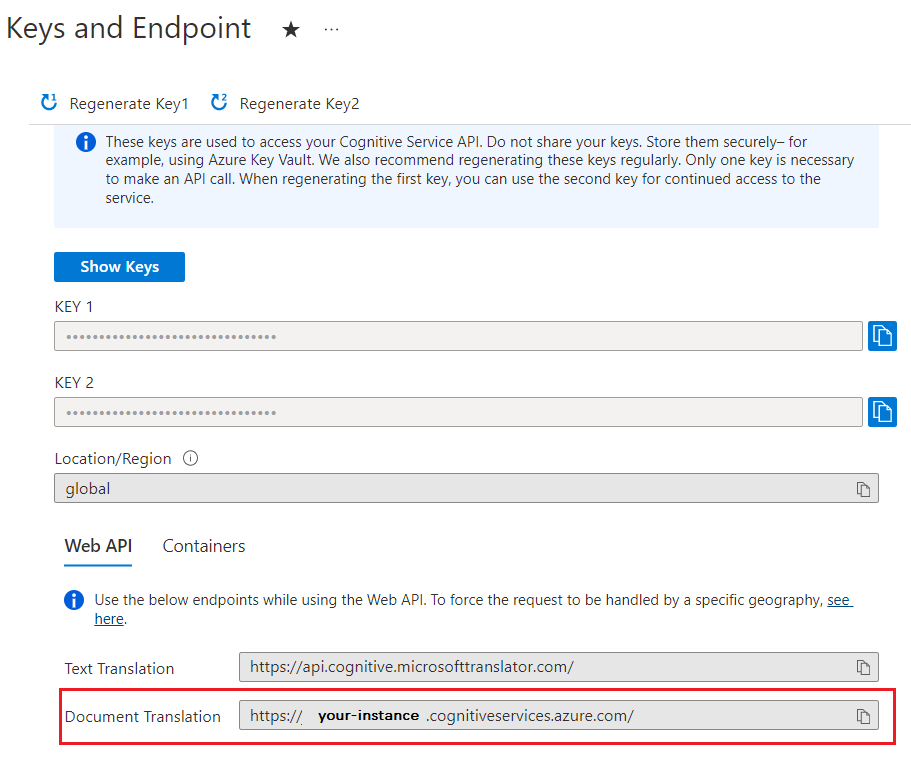 Keys and Endpoint ★ ...
Regenerate Key1 Regenerate Key2
These keys are used to access your Cognitive Service API. Do not share your keys. Store them securely– for
example, using Azure Key Vault. We also recommend regenerating these keys regularly. Only one key is necessary
to make an API call. When regenerating the first key, you can use the second key for continued access to the
service.
Show Keys
KEY 1
••••••••••••••••••••••••••••••••
KEY 2
••••••••••••••••••••••••••••••••
Location/Region
global
Web API Containers
Use the below endpoints while using the Web API. To force the request to be handled by a specific geography, see
here.
Text Translation https://api.cognitive.microsofttranslator.com/
Document Translation https:// your-instance .cognitiveservices.azure.com/